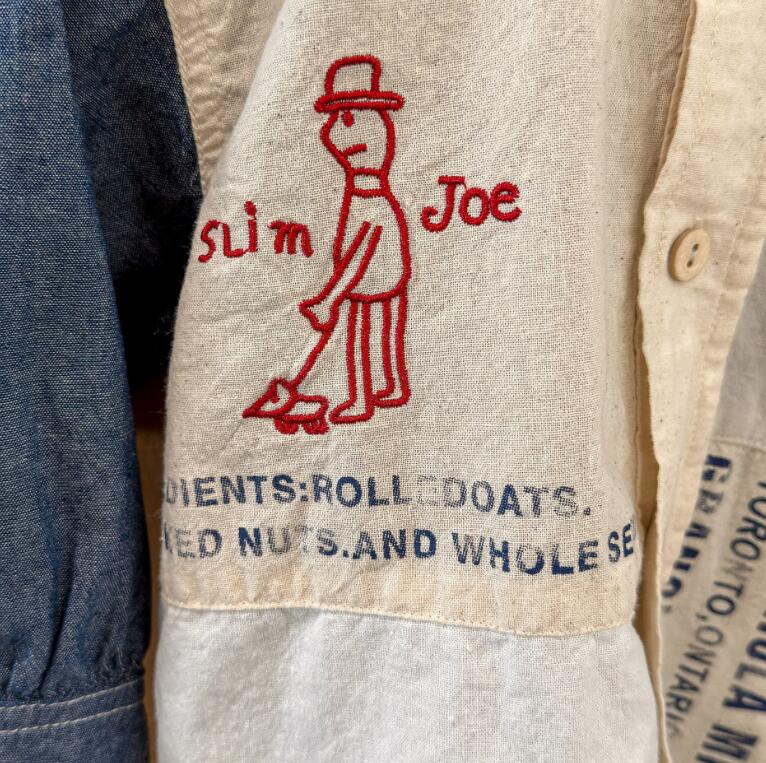 SLim Joe
DIENTS:ROLLEDOATS.
KED NUTS.AND WHOLE SE
TORONTO,ONTARIO